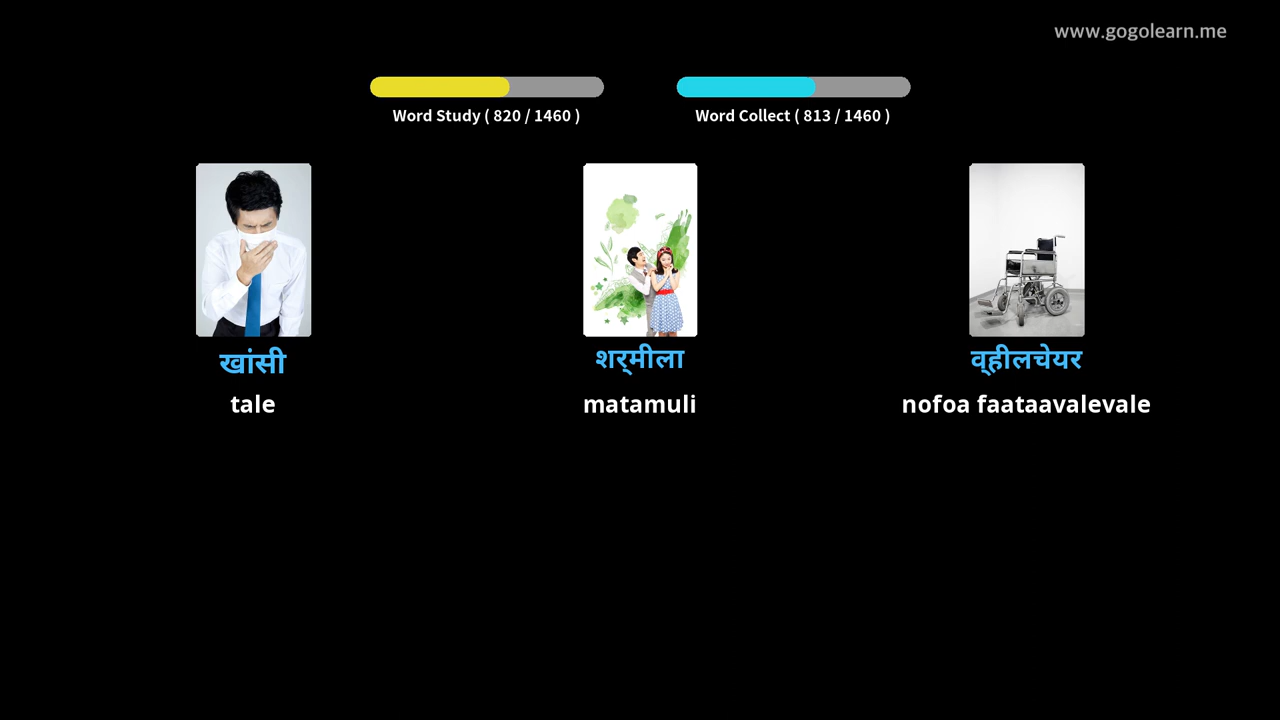 www.gogolearn.me
Word Study ( 820 / 1460 )
Word Collect ( 813 / 1460 )
खांसी
शर्‌मीला
व्‌हीलचेयर
tale
matamuli
nofoa faataavalevale